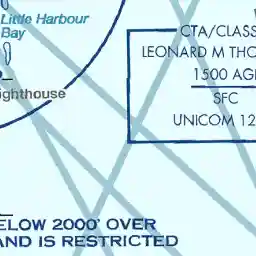 Little Harbour
Bay
ighthouse
CTA/CLASS
LEONARD M THO
1500 AG
SFC
UNICOM 12
ELOW 2000' OVER
AND IS RESTRICTED